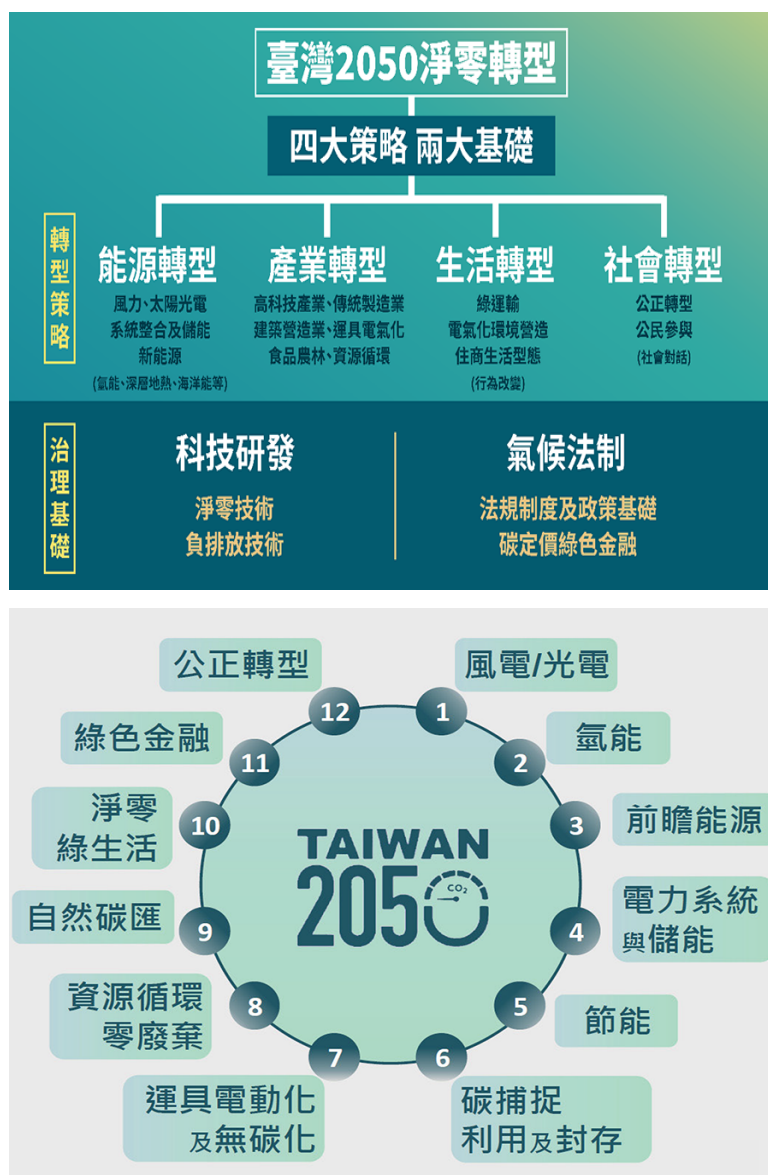 臺灣2050淨零轉型
四大策略 兩大基礎
轉型策略
能源轉型
風力、太陽光電
系統整合及儲能
新能源
(氫能、深層地熱、海洋能等)
產業轉型
高科技產業、傳統製造業
建築營造業、運具電氣化
食品農林、資源循環
生活轉型
綠運輸
電氣化環境營造
住商生活型態
(行為改變)
社會轉型
公正轉型
公民參與
(社會對話)
治理基礎
科技研發
淨零技術
負排放技術
氣候法制
法規制度及政策基礎
碳定價綠色金融
TAIWAN
2050
CO₂
1
風電/光電
2
氫能
3
前瞻能源
4
電力系統
與儲能
5
節能
6
碳捕捉
利用及封存
7
運具電動化
及無碳化
8
資源循環
零廢棄
9
自然碳匯
10
淨零
綠生活
11
綠色金融
12
公正轉型